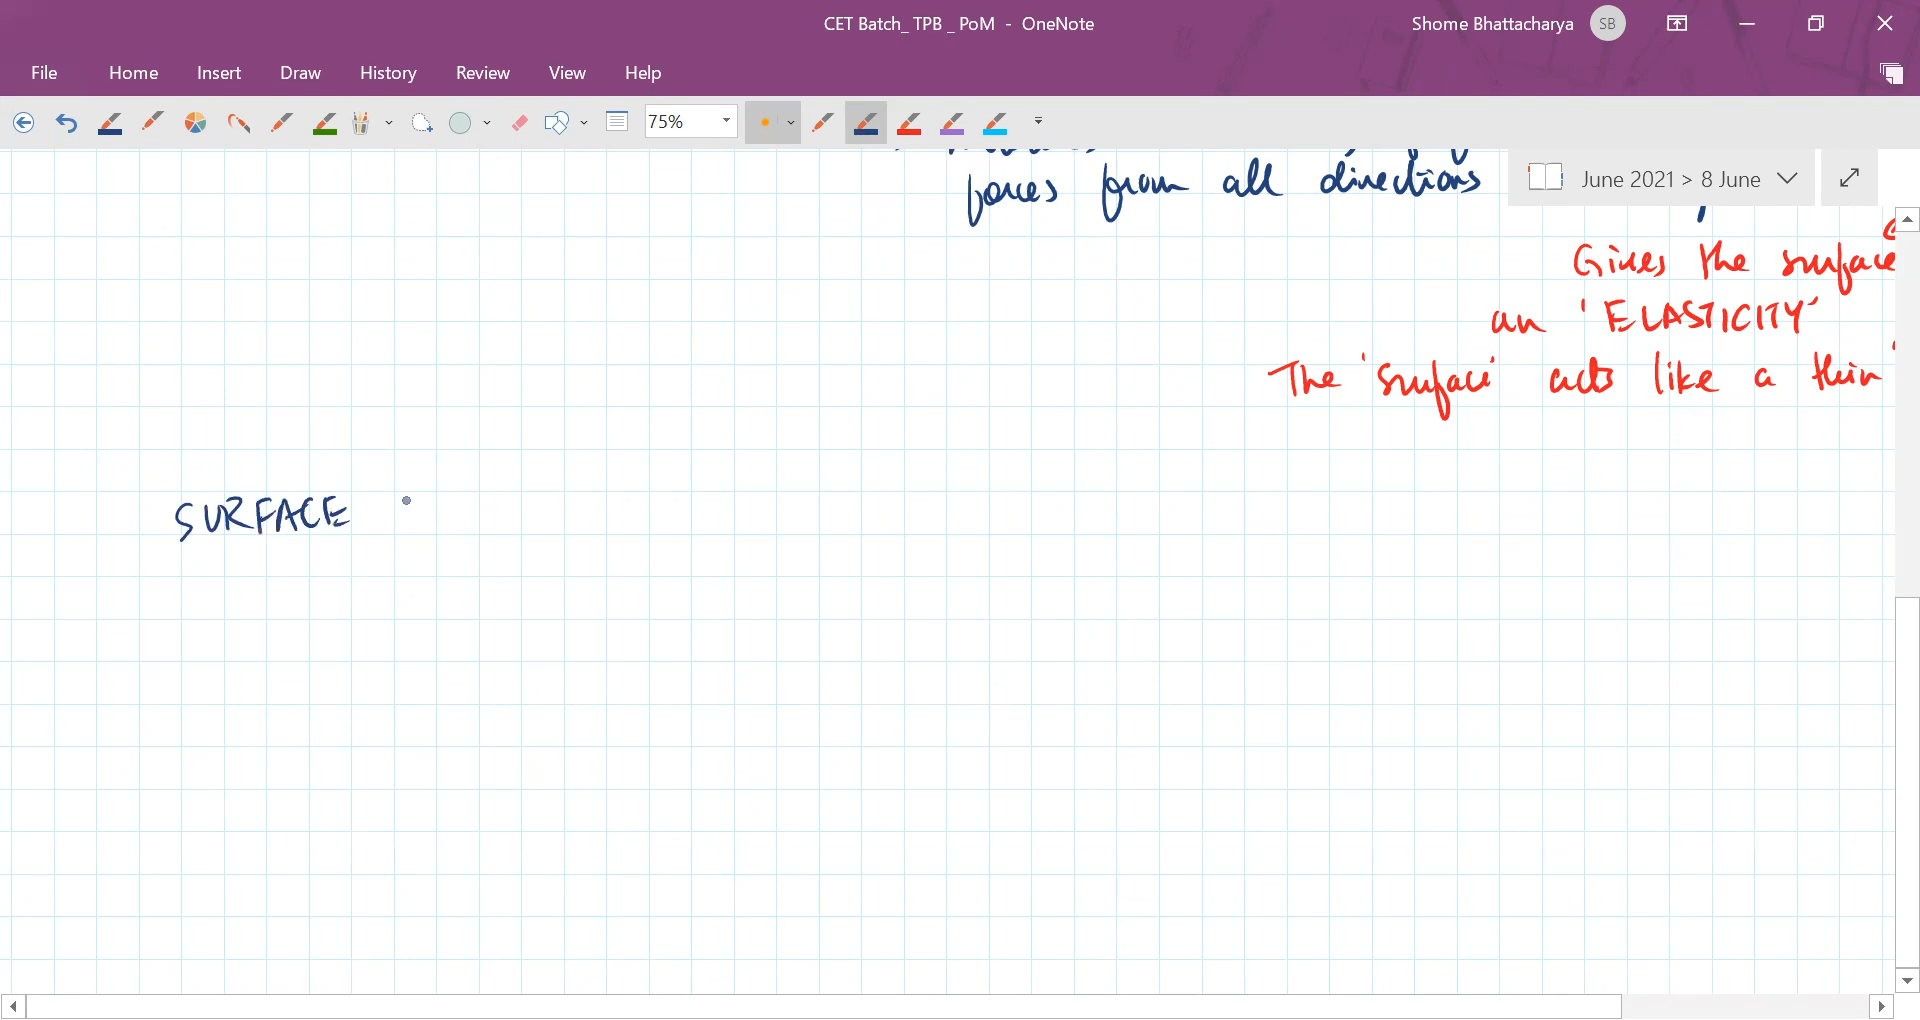 CET Batch_ TPB _ PoM - OneNote
Shome Bhattacharya SB
File Home Insert Draw History Review View Help
75%
forces from all directions
June 2021 > 8 June
Gives the surface
an 'ELASTICITY'
The 'surface' acts like a thin
SURFACE